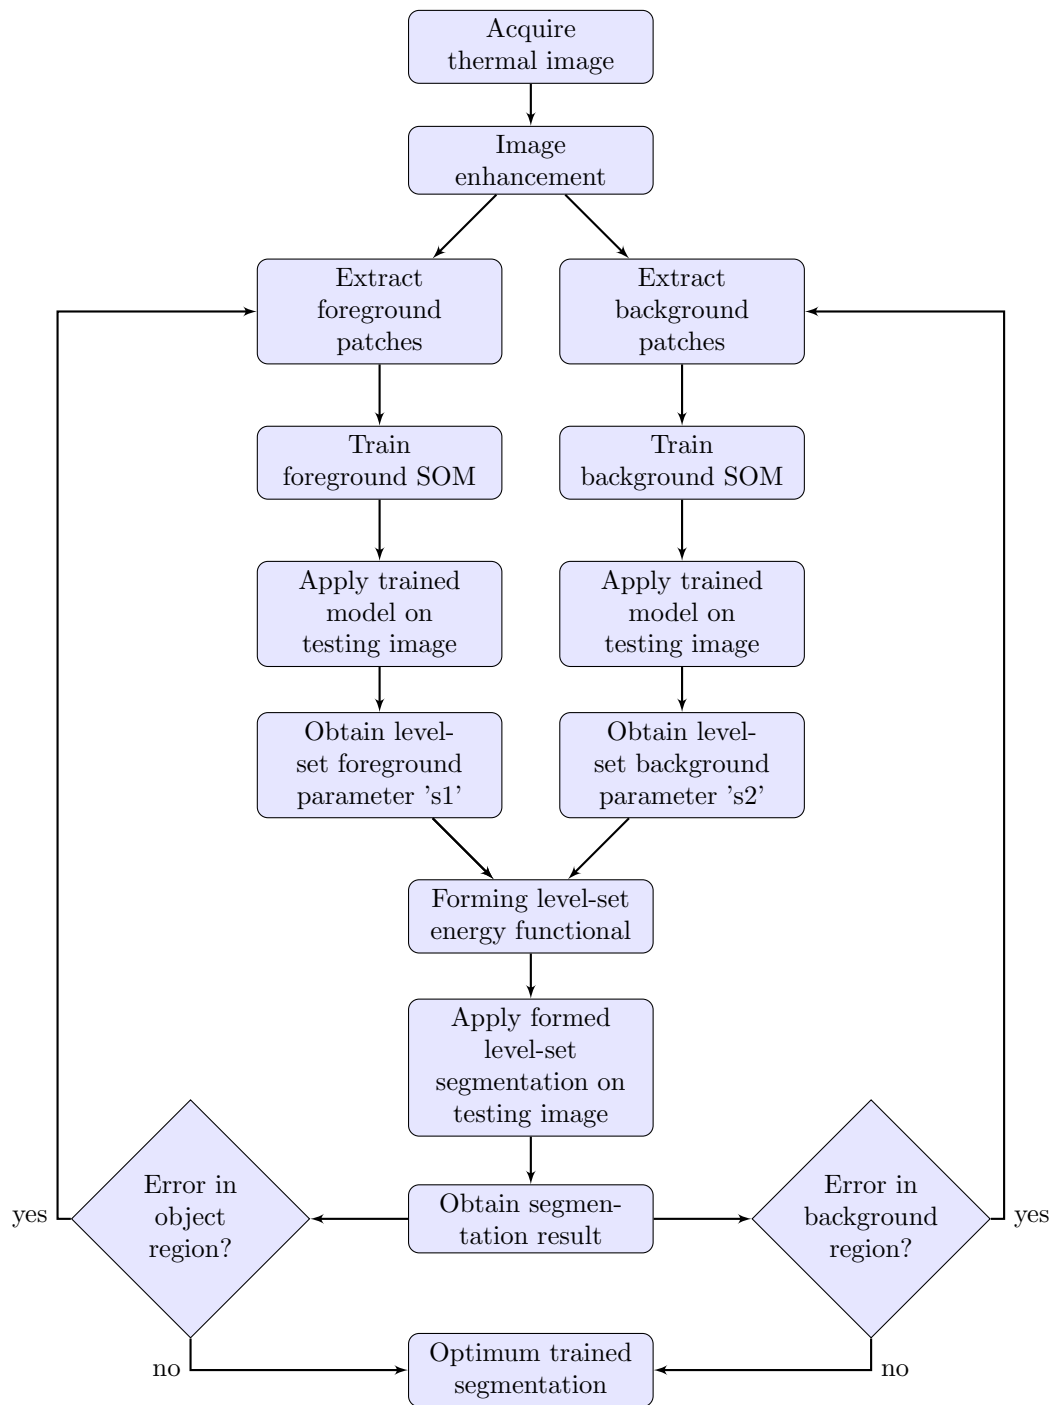 Acquire
thermal image
Image
enhancement
Extract
foreground
patches
Extract
background
patches
Train
foreground SOM
Train
background SOM
Apply trained
model on
testing image
Apply trained
model on
testing image
Obtain level-
set foreground
parameter 's1'
Obtain level-
set background
parameter 's2'
Forming level-set
energy functional
Apply formed
level-set
segmentation on
testing image
Error in
object
region?
yes
Obtain segmen-
tation result
Error in
background
region?
yes
no
Optimum trained
segmentation
no